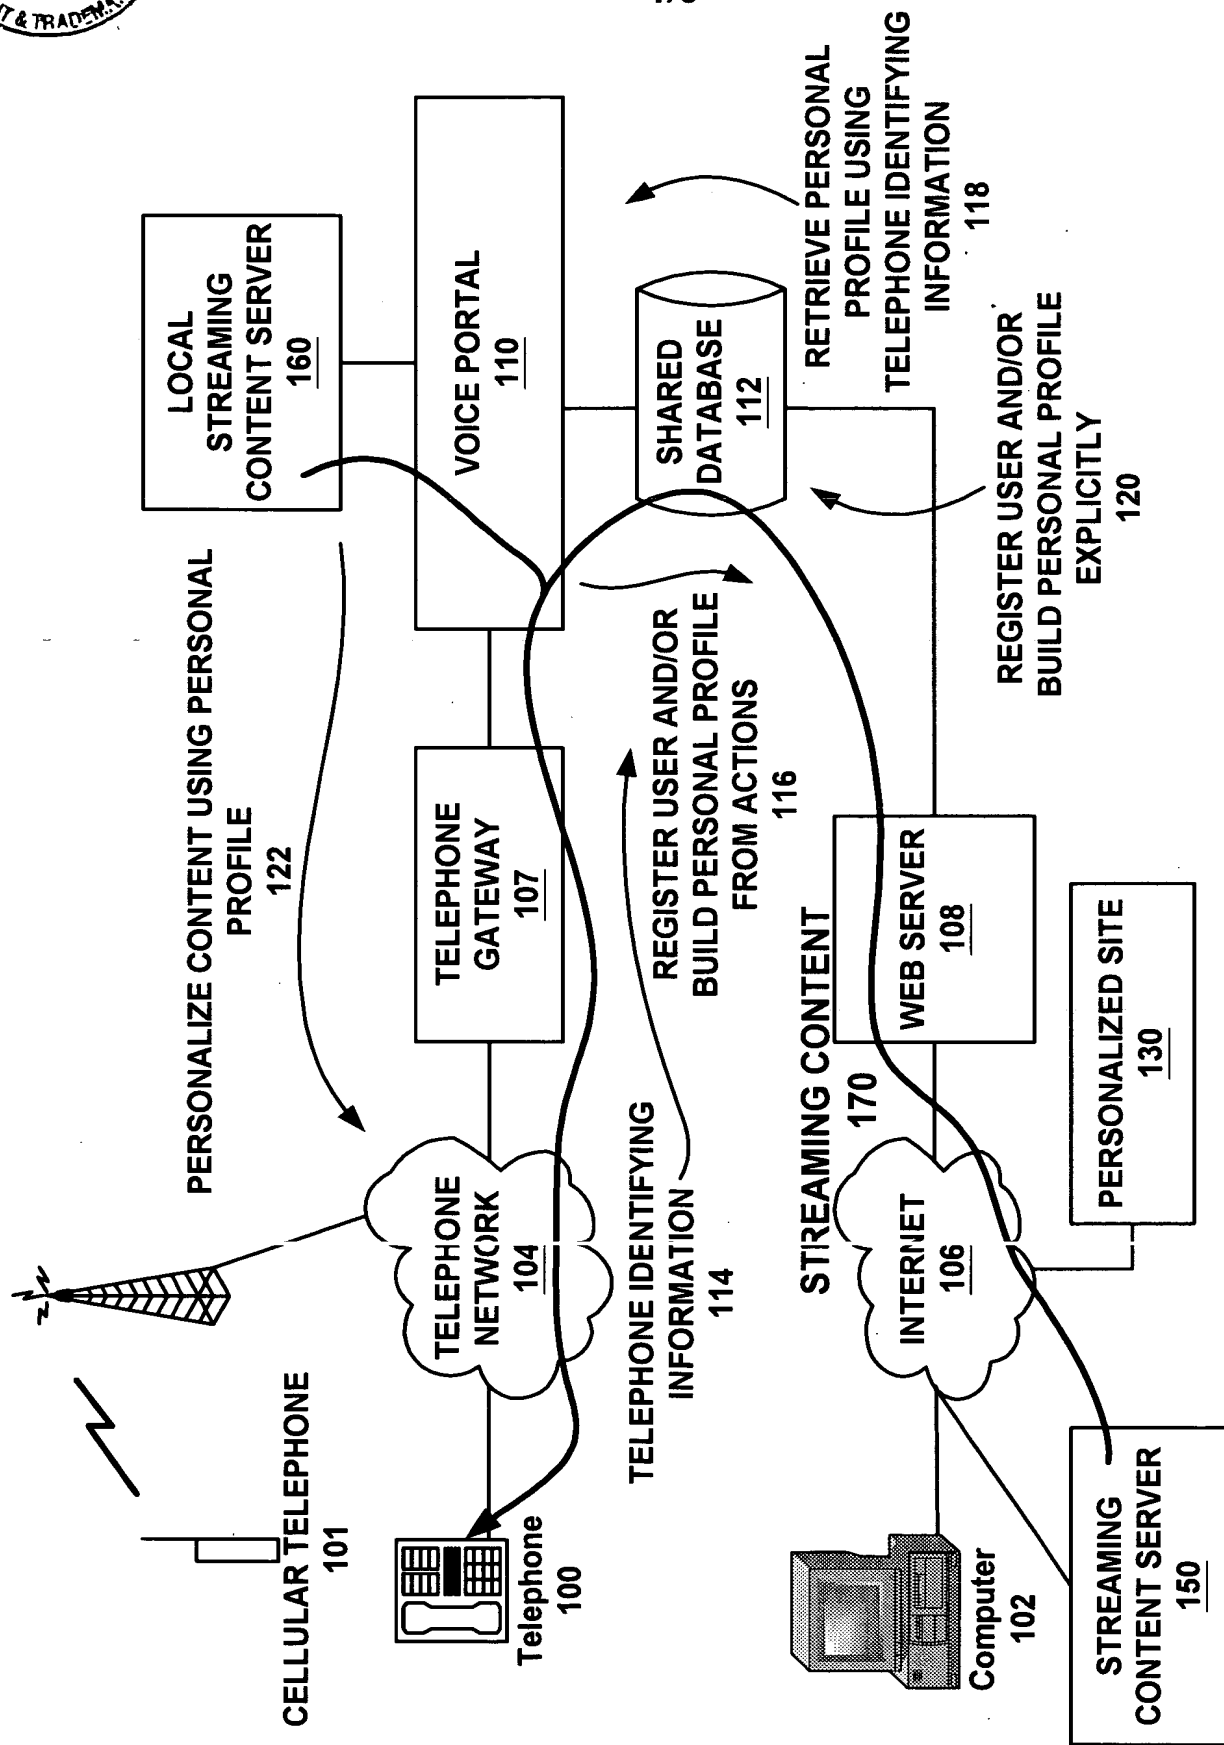 T & TRADEM
CELLULAR TELEPHONE
101
Telephone
100
Computer
102
STREAMING
CONTENT SERVER
150
TELEPHONE
NETWORK
104
INTERNET
106
PERSONALIZED SITE
130
TELEPHONE IDENTIFYING
INFORMATION
114
STREAMING CONTENT
170
WEB SERVER
108
TELEPHONE
GATEWAY
107
PERSONALIZE CONTENT USING PERSONAL
PROFILE
122
REGISTER USER AND/OR
BUILD PERSONAL PROFILE
FROM ACTIONS
116
LOCAL
STREAMING
CONTENT SERVER
160
VOICE PORTAL
110
SHARED
DATABASE
112
RETRIEVE PERSONAL
PROFILE USING
TELEPHONE IDENTIFYING
INFORMATION
118
REGISTER USER AND/OR
BUILD PERSONAL PROFILE
EXPLICITLY
120